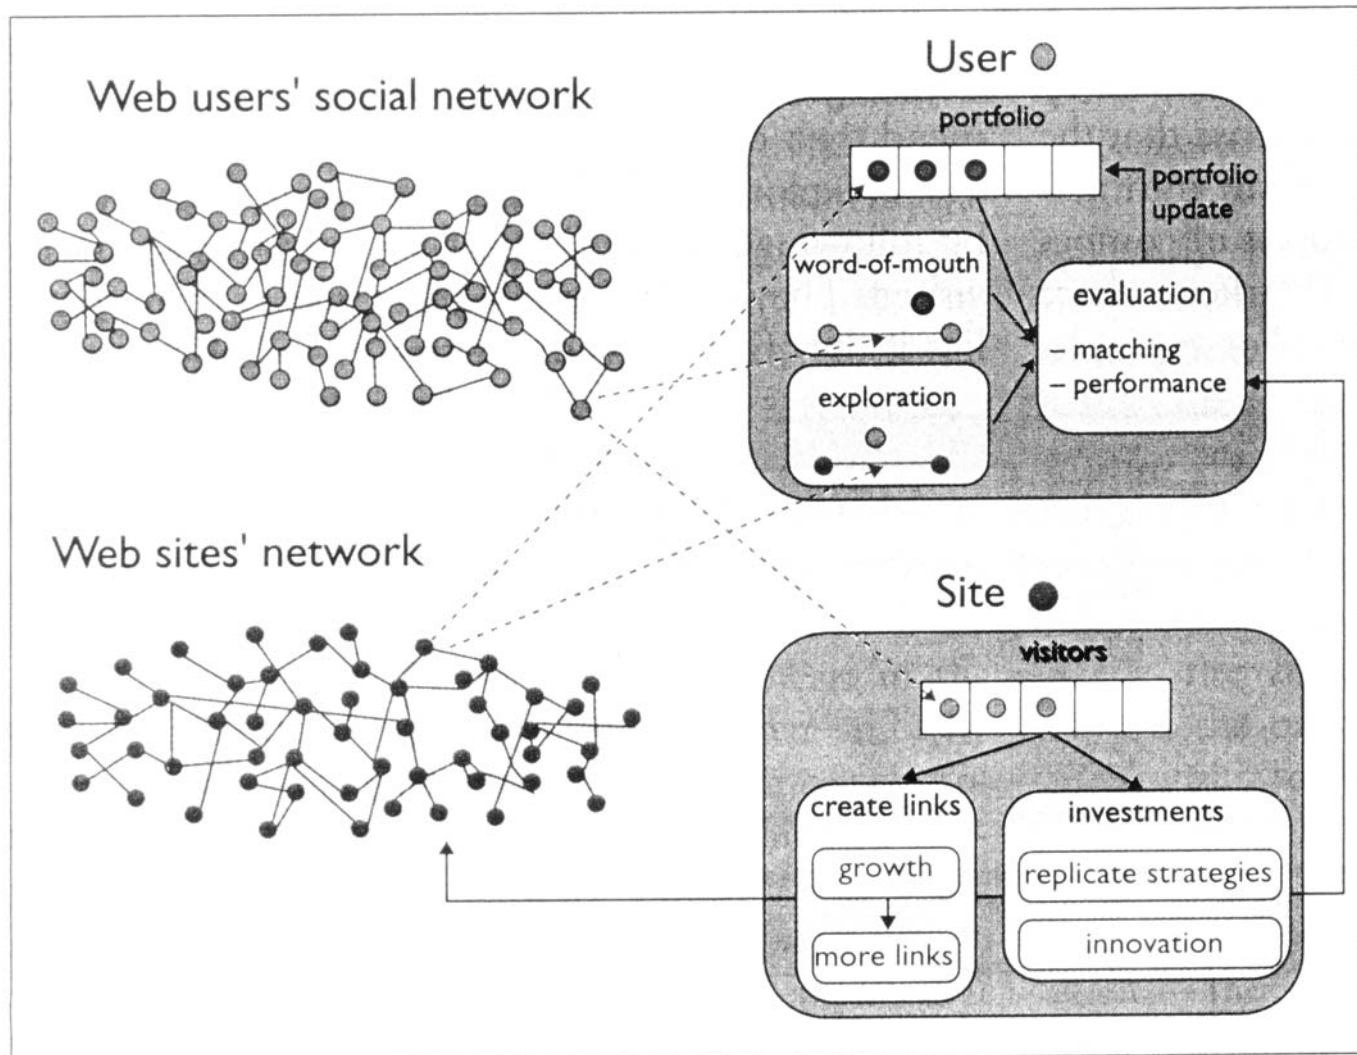 Web users' social network
User
portfolio
portfolio
update
word-of-mouth
evaluation
– matching
– performance
exploration
Web sites' network
Site
visitors
create links
growth
more links
investments
replicate strategies
innovation